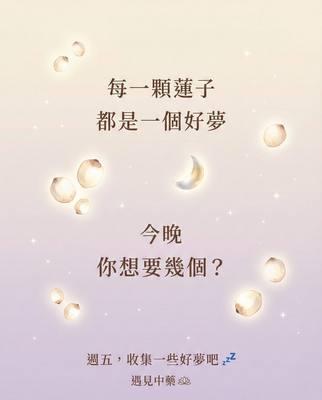 每一顆蓮子
都是一個好夢
今晚
你想要幾個？
週五，收集一些好夢吧 💤
遇見中藥